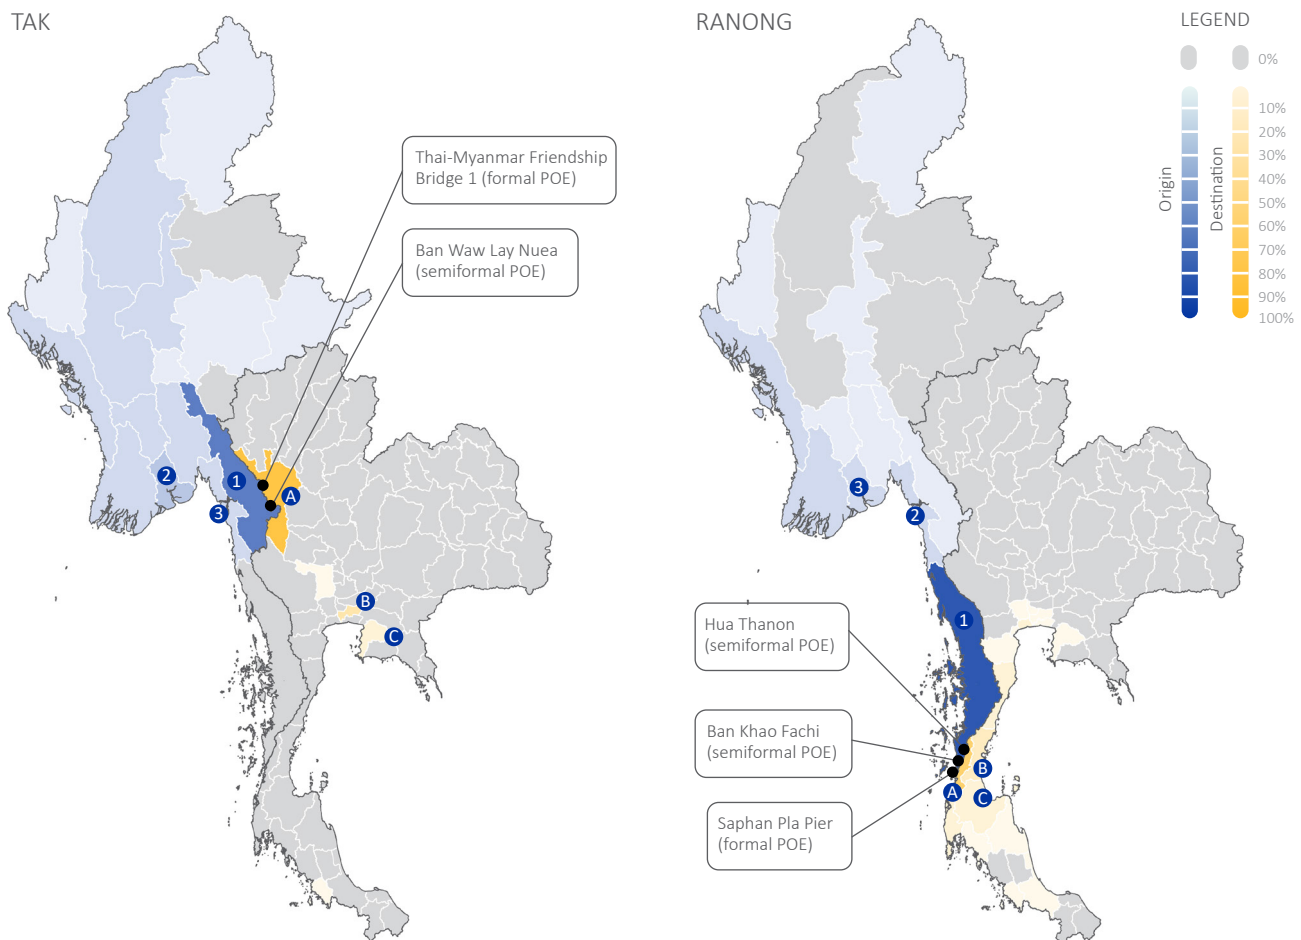 TAK
Thai-Myanmar Friendship
Bridge 1 (formal POE)
Ban Waw Lay Nuea
(semiformal POE)
1
2
3
A
B
C
RANONG
Hua Thanon
(semiformal POE)
Ban Khao Fachi
(semiformal POE)
Saphan Pla Pier
(formal POE)
3
2
1
B
A
C
LEGEND
0%
10%
20%
30%
40%
50%
60%
70%
80%
90%
100%
Origin
Destination